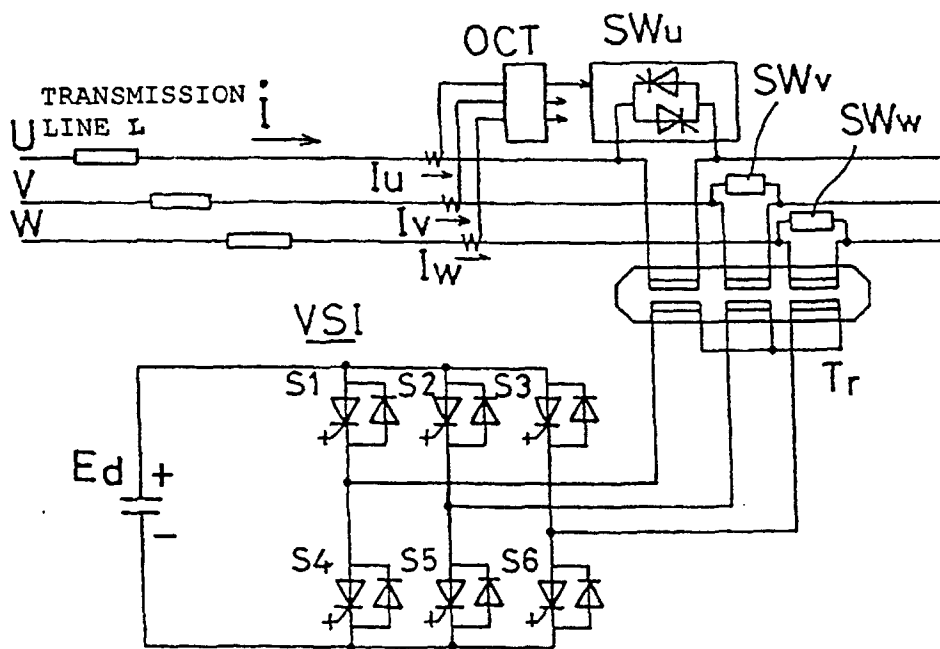 OCT
SWu
TRANSMISSION
LINE L
İ
SWv
SWw
U
V
W
Iu
Iv
Iw
VSI
Tr
S1
S2
S3
Ed
+
-
S4
S5
S6